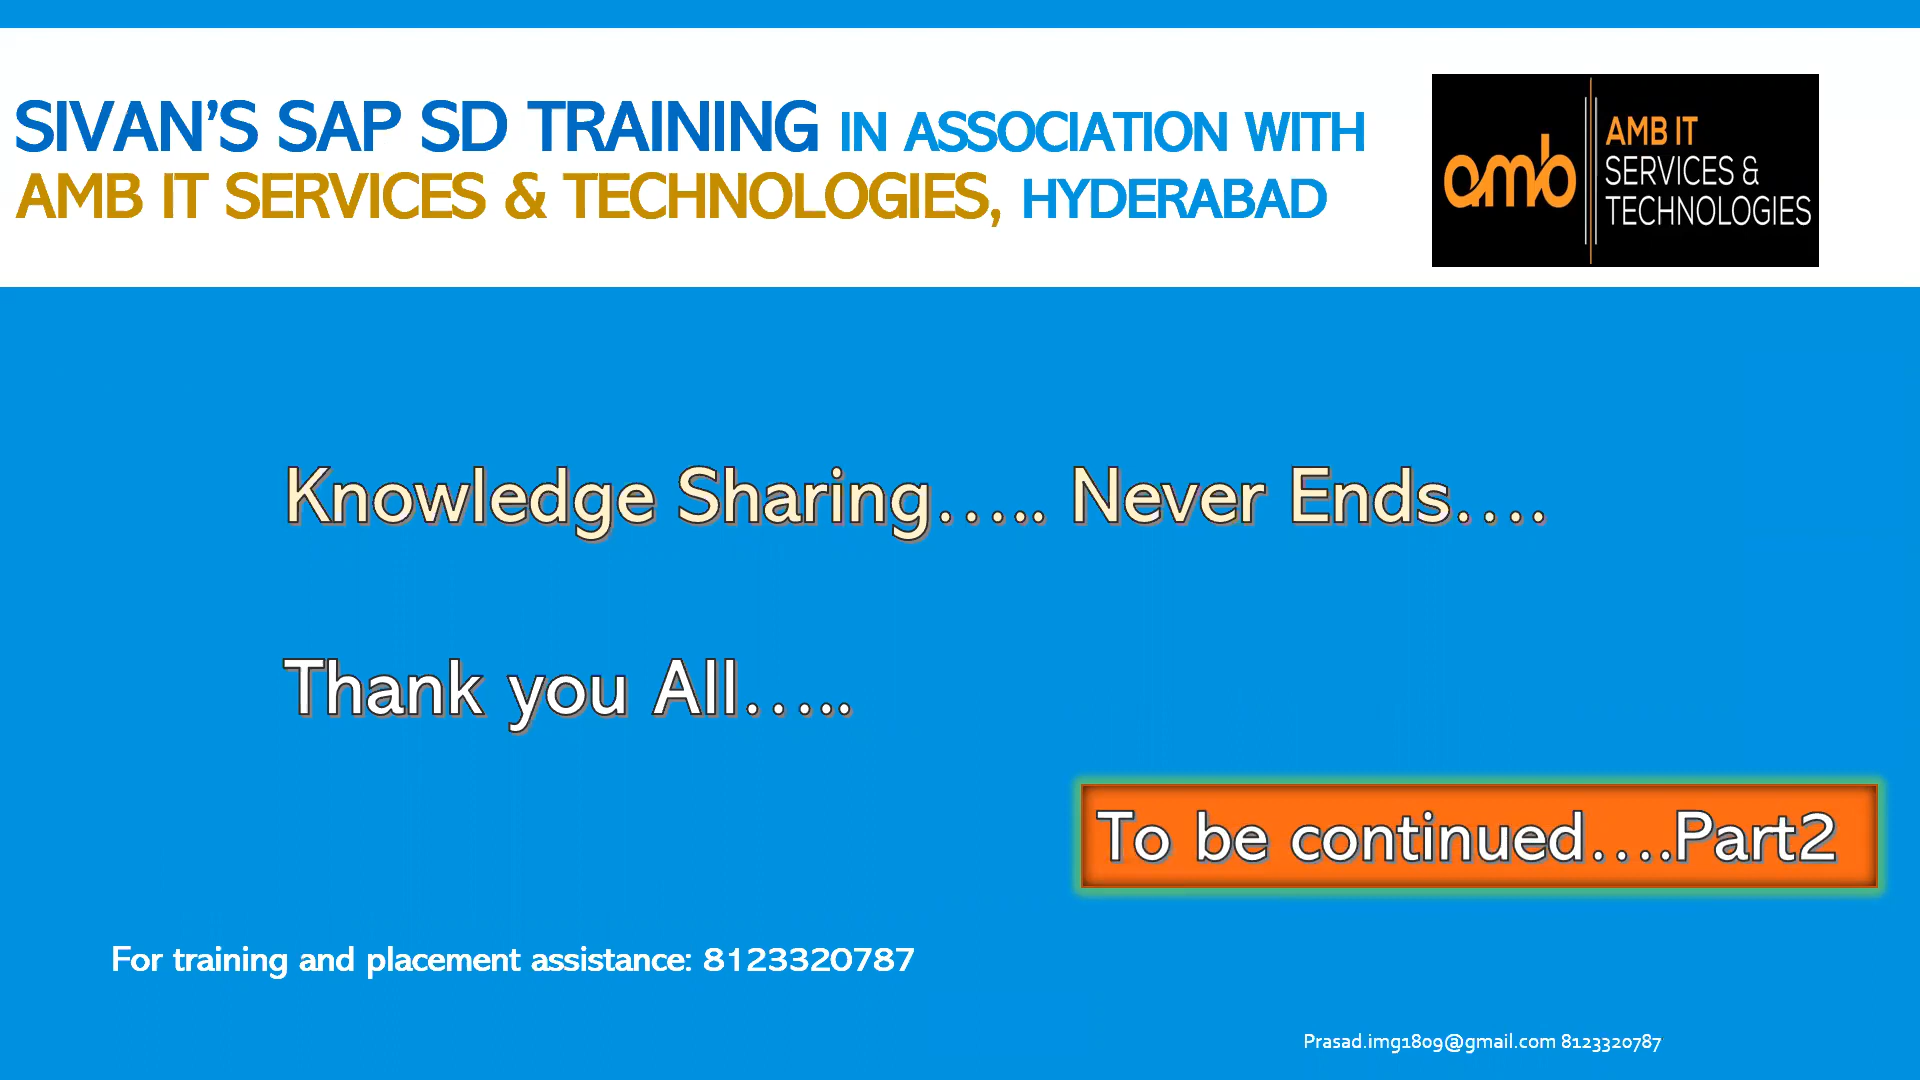 SIVAN'S SAP SD TRAINING IN ASSOCIATION WITH
AMB IT SERVICES & TECHNOLOGIES, HYDERABAD
amb
AMB IT
SERVICES &
TECHNOLOGIES
Knowledge Sharing….. Never Ends….
Thank you All…..
To be continued….Part2
For training and placement assistance: 8123320787
Prasad.img1809@gmail.com 8123320787